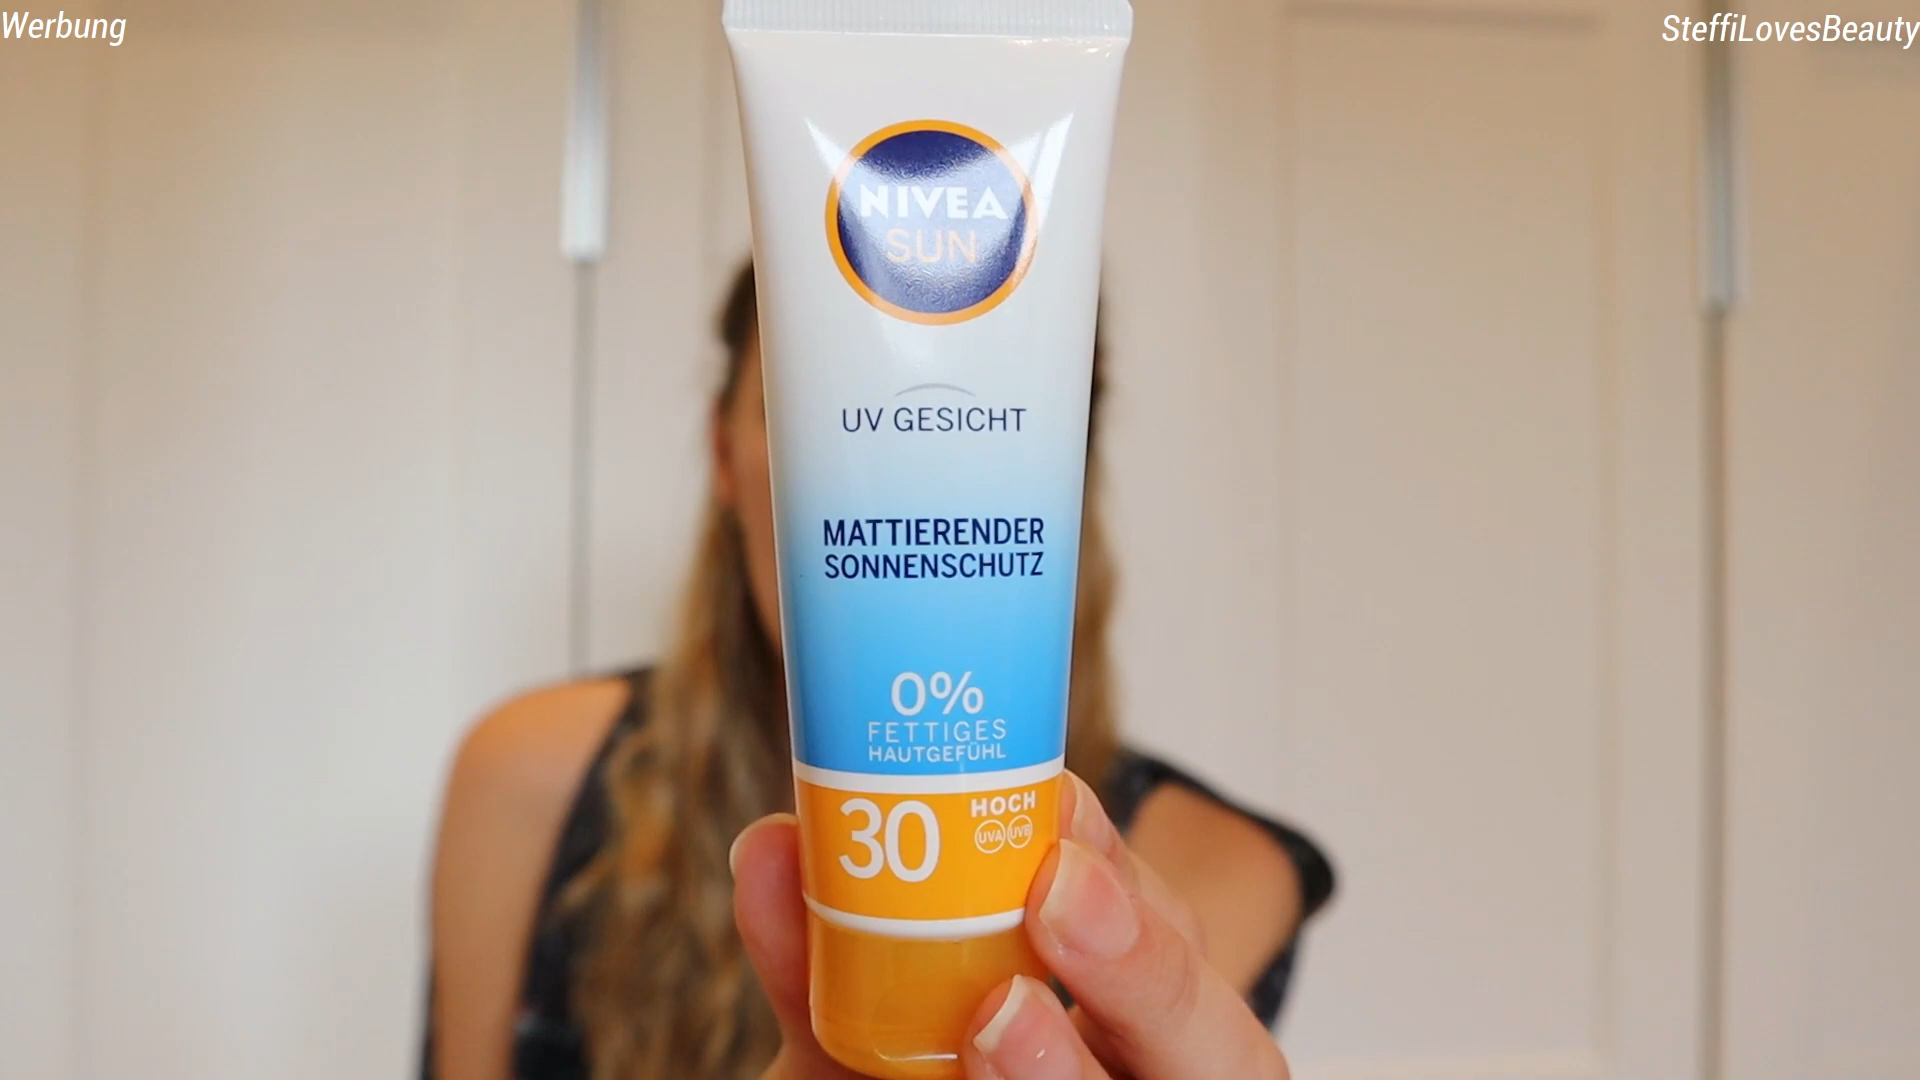 Werbung
SteffiLovesBeauty
NIVEA
SUN
UV GESICHT
MATTIERENDER
SONNENSCHUTZ
0%
FETTIGES
HAUTGEFÜHL
30
HOCH
UVA UVB